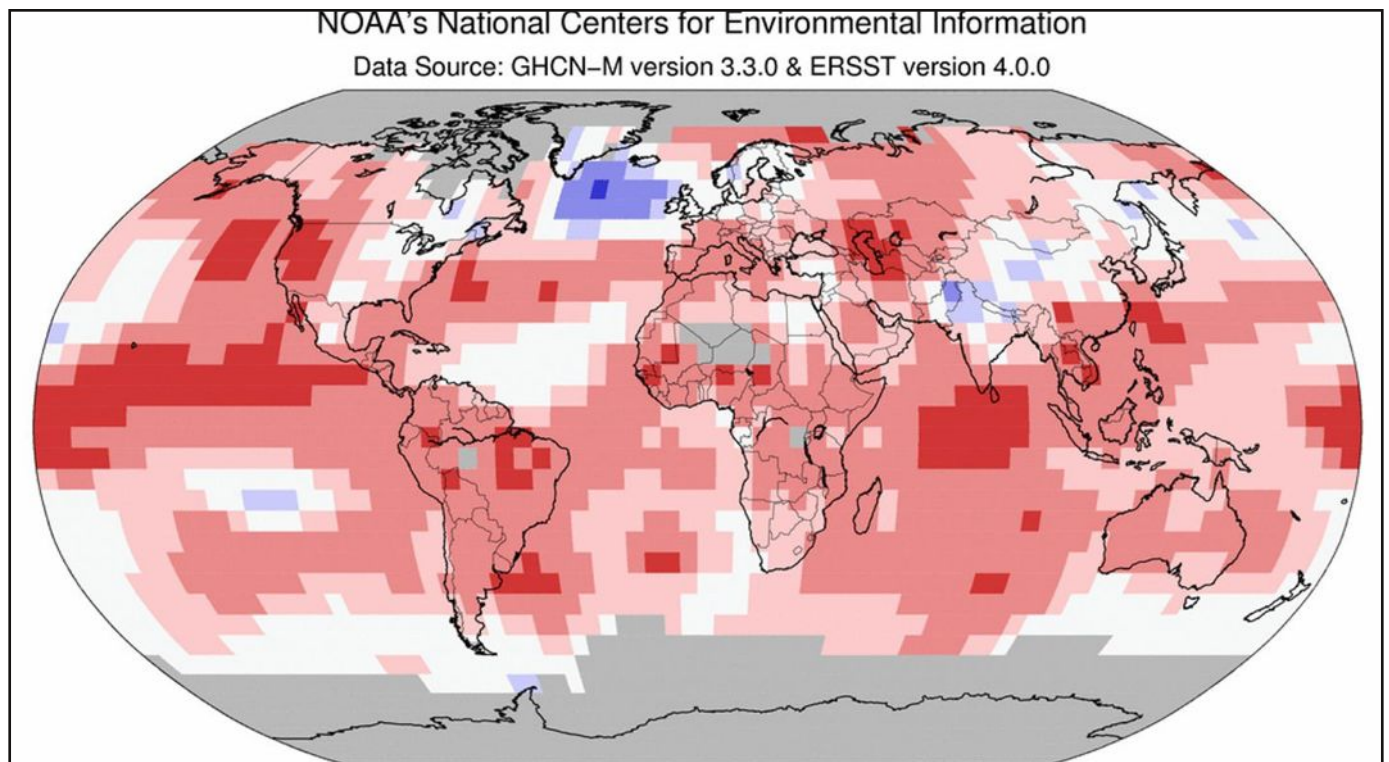 NOAA's National Centers for Environmental Information
Data Source: GHCN−M version 3.3.0 & ERSST version 4.0.0